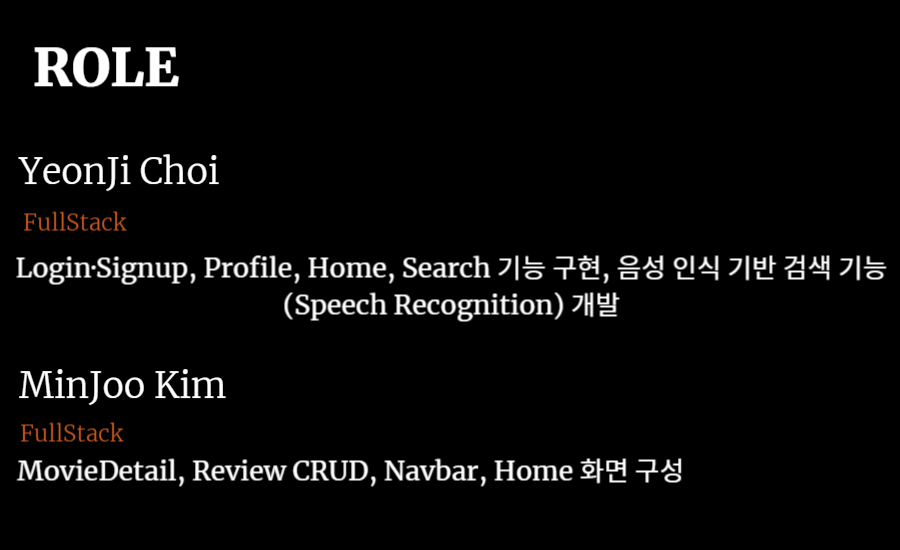 ROLE
YeonJi Choi
FullStack
Login·Signup, Profile, Home, Search 기능 구현, 음성 인식 기반 검색 기능
(Speech Recognition) 개발
MinJoo Kim
FullStack
MovieDetail, Review CRUD, Navbar, Home 화면 구성